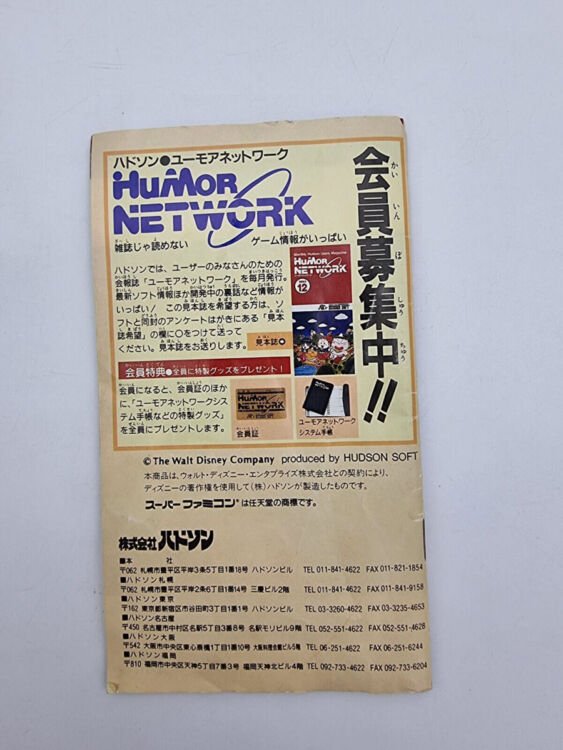 ハドソン●ユーモアネットワーク
HuMOR
NETWORK
会員募集中!!
雑誌じゃ読めない
ゲーム情報がいっぱい
ハドソンでは、ユーザーのみなさんのための
会報誌「ユーモアネットワーク」を毎月発行。
最新ソフト情報ほか開発中の裏話など情報が
いっぱい! この見本誌を希望する方は、ソ
フトと同封のアンケートはがきにある「見本
誌希望」の欄に○をつけて送って
ください。見本誌をお送りします。
見本誌
HuMOR
NETWORK
12
会員特典●全員に特製グッズをプレゼント!
会員になると、会員証のほか
に、「ユーモアネットワークシス
テム手帳などの特製グッズ」
を全員にプレゼントします。
HuMOR
NETWORK
会員証
ユーモアネットワーク
システム手帳
©The Walt Disney Company produced by HUDSON SOFT
本商品は、ウォルト・ディズニー・エンタプライズ株式会社との契約により、
ディズニーの著作権を使用して(株)ハドソンが製造したものです。
スーパーファミコンは任天堂の商標です。
株式会社ハドソン
■本 社
〒062 札幌市豊平区平岸3条5丁目1番18号 ハドソンビル TEL 011-841-4622 FAX 011-821-1854
■ハドソン札幌
〒062 札幌市豊平区平岸2条6丁目1番14号 三慶ビル2階 TEL 011-841-4622 FAX 011-841-9158
■ハドソン東京
〒162 東京都新宿区市谷田町3丁目1番1号 ハドソンビル TEL 03-3260-4622 FAX 03-3235-4653
■ハドソン名古屋
〒450 名古屋市中村区名駅5丁目3番8号 名駅モリビル9階 TEL 052-551-4622 FAX 052-551-4628
■ハドソン大阪
〒542 大阪市中央区東心斎橋1丁目10番 大阪料理会館ビル5階 TEL 06-251-4622 FAX 06-251-6244
■ハドソン福岡
〒810 福岡市中央区天神5丁目7番3号 福岡天神北ビル4階 TEL 092-733-4622 FAX 092-733-6204